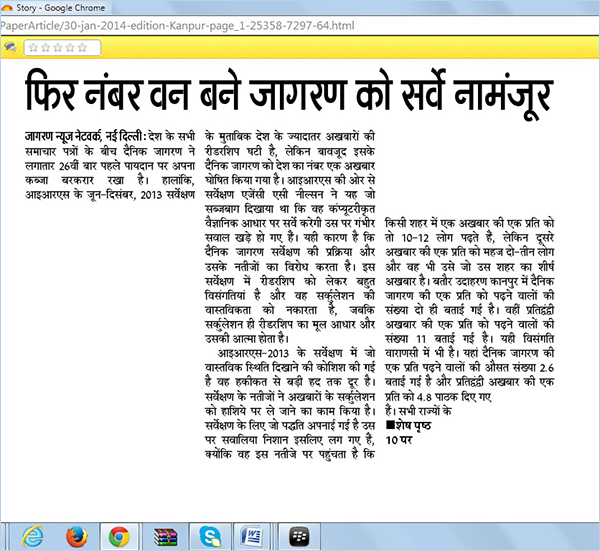 Story - Google Chrome
PaperArticle/30-jan-2014-edition-Kanpur-page_1-25358-7297-64.html
फिर नंबर वन बने जागरण को सर्वे नामंजूर
जागरण न्यूज नेटवर्क, नई दिल्ली : देश के सभी
समाचार पत्रों के बीच दैनिक जागरण ने
लगातार 26वीं बार पहले पायदान पर अपना
कब्जा बरकरार रखा है। हालांकि,
आइआरएस के जून-दिसंबर, 2013 सर्वेक्षण
के मुताबिक देश के ज्यादातर अखबारों की
रीडरशिप घटी है, लेकिन बावजूद इसके
दैनिक जागरण को देश का नंबर एक अखबार
घोषित किया गया है। आइआरएस की ओर से
सर्वेक्षण एजेंसी एसी नील्सन ने यह जो
सब्जबाग दिखाया था कि वह कंप्यूटरीकृत
वैज्ञानिक आधार पर सर्वे करेगी उस पर गंभीर
सवाल खड़े हो गए हैं। यही कारण है कि
दैनिक जागरण सर्वेक्षण की प्रक्रिया और
उसके नतीजों का विरोध करता है। इस
सर्वेक्षण में रीडरशिप को लेकर बहुत
विसंगतियां है और वह सर्कुलेशन की
वास्तविकता को नकारता है, जबकि
सर्कुलेशन ही रीडरशिप का मूल आधार और
उसकी आत्मा होता है।
आइआरएस-2013 के सर्वेक्षण में जो
वास्तविक स्थिति दिखाने की कोशिश की गई
है वह हकीकत से बड़ी हद तक दूर है।
सर्वेक्षण के नतीजों ने अखबारों के सर्कुलेशन
को हाशिये पर ले जाने का काम किया है।
सर्वेक्षण के लिए जो पद्धति अपनाई गई है उस
पर सवालिया निशान इसलिए लग गए हैं,
क्योंकि वह इस नतीजे पर पहुंचता है कि
किसी शहर में एक अखबार की एक प्रति को
तो 10-12 लोग पढ़ते हैं, लेकिन दूसरे
अखबार की एक प्रति को महज दो-तीन लोग
और वह भी उसे जो उस शहर का शीर्ष
अखबार है। बतौर उदाहरण कानपुर में दैनिक
जागरण की एक प्रति को पढ़ने वालों की
संख्या दो ही बताई गई है। वहीं प्रतिद्वंद्वी
अखबार की एक प्रति को पढ़ने वालों की
संख्या 11 बताई गई है। यही विसंगति
वाराणसी में भी है। यहां दैनिक जागरण की
एक प्रति पढ़ने वालों की औसत संख्या 2.6
बताई गई है और प्रतिद्वंद्वी अखबार की एक
प्रति को 4.8 पाठक दिए गए
हैं। सभी राज्यों के
■शेष पृष्ठ
10 पर